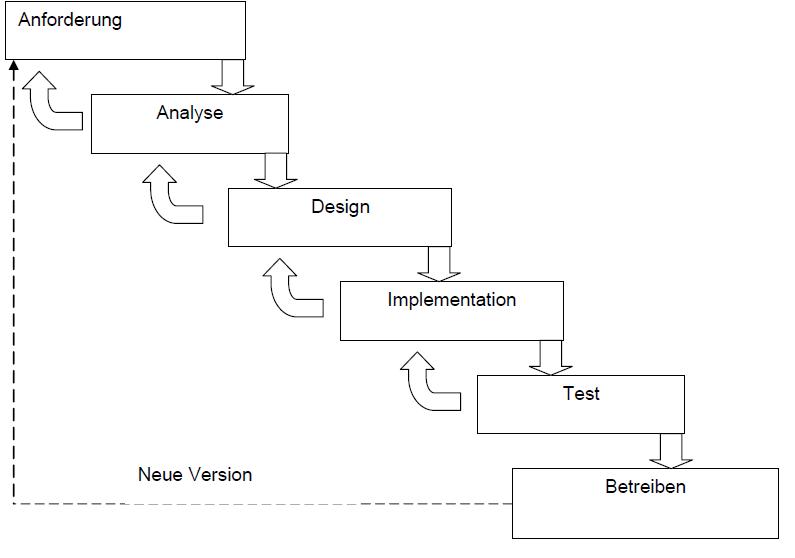 Anforderung
Analyse
Design
Implementation
Test
Neue Version
Betreiben